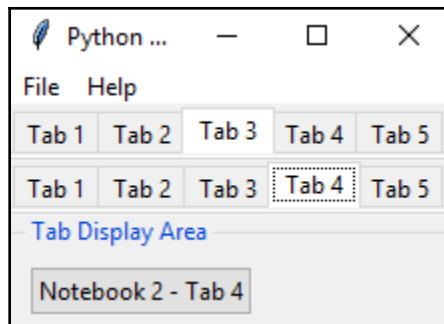 Python ...
File Help
Tab 1 Tab 2 Tab 3 Tab 4 Tab 5
Tab 1 Tab 2 Tab 3 Tab 4 Tab 5
Tab Display Area
Notebook 2 - Tab 4